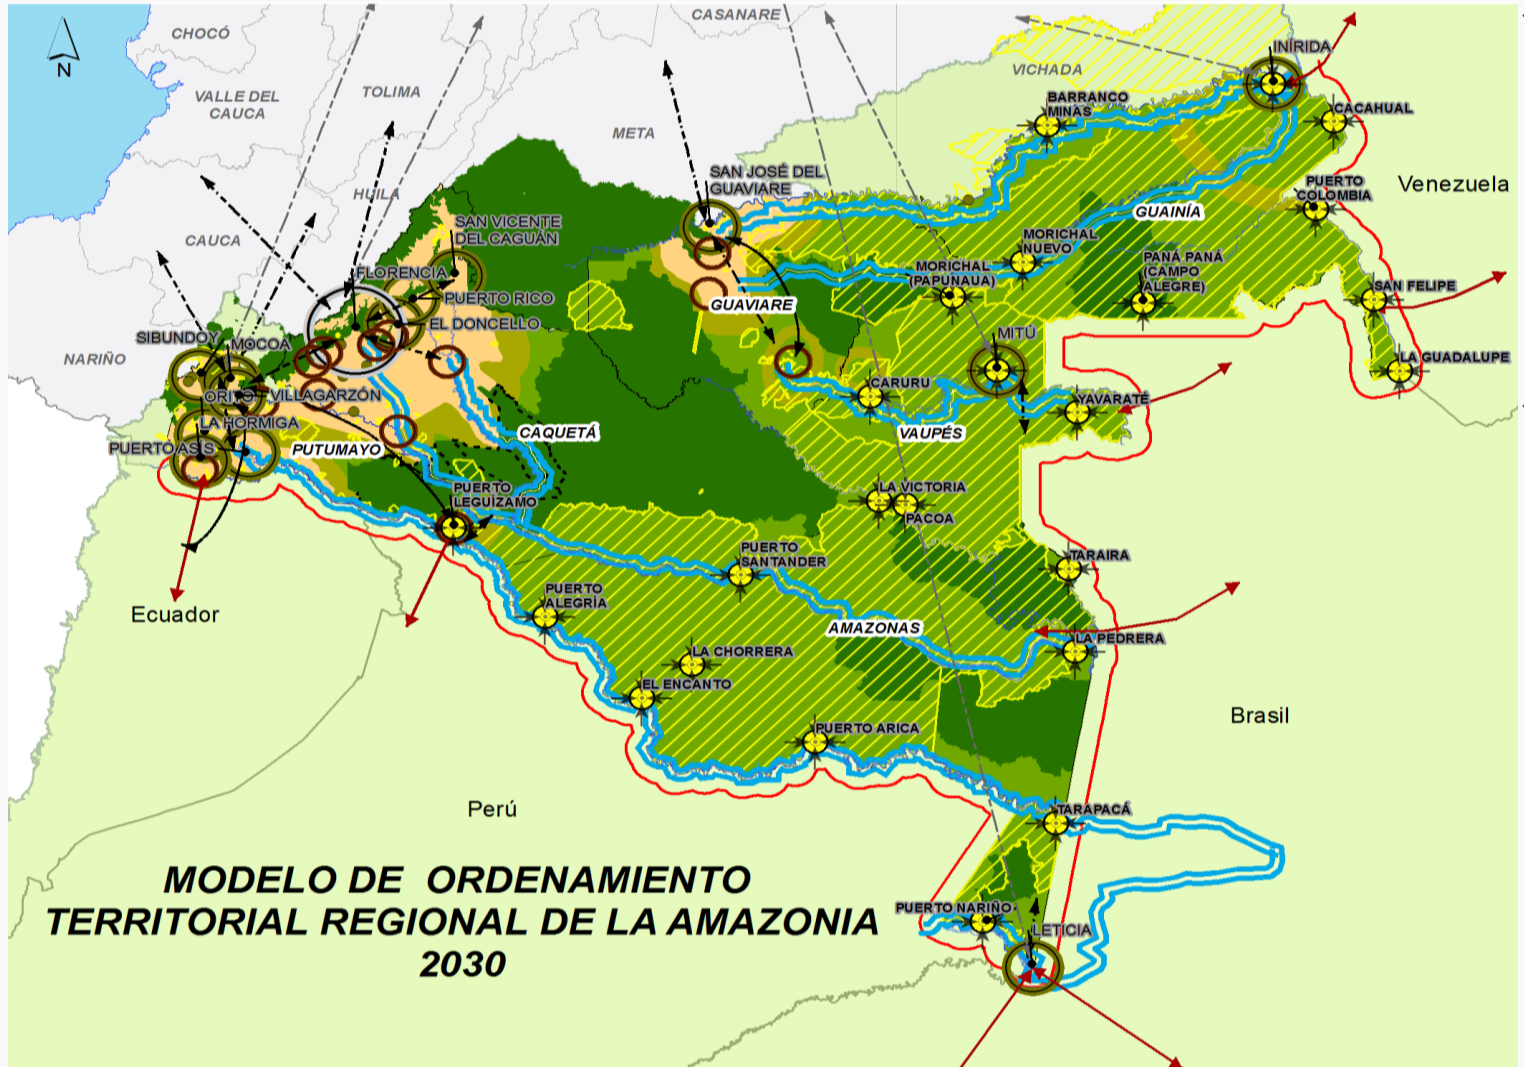 CASANARE
CHOCÓ
INÍRIDA
N
VICHADA
TOLIMA
VALLE DEL
CAUCA
BARRANCO
MINAS
CACAHUAL
META
SAN JOSÉ DEL
GUAVIARE
Venezuela
PUERTO
COLOMBIA
HUILA
GUAINÍA
SAN VICENTE
DEL CAGUÁN
CAUCA
MORICHAL
NUEVO
PANÁ PANÁ
(CAMPO
ALEGRE)
MORICHAL
(PAPUNAUA)
FLORENCIA
SAN FELIPE
PUERTO RICO
GUAVIARE
EL DONCELLO
SIBUNDOY
MOCOA
MITÚ
NARIÑO
LA GUADALUPE
CARURU
ORITO
VILLAGARZÓN
YAVARATÉ
LA HORMIGA
CAQUETÁ
VAUPÉS
PUERTO ASÍS
PUTUMAYO
PUERTO
LEGUÍZAMO
LA VICTORIA
PACOA
PUERTO
SANTANDER
TARAIRA
PUERTO
ALEGRÍA
Ecuador
AMAZONAS
LA PEDRERA
LA CHORRERA
EL ENCANTO
Brasil
PUERTO ARICA
Perú
TARAPACÁ
MODELO DE ORDENAMIENTO
TERRITORIAL REGIONAL DE LA AMAZONIA
2030
PUERTO NARIÑO
LETICIA